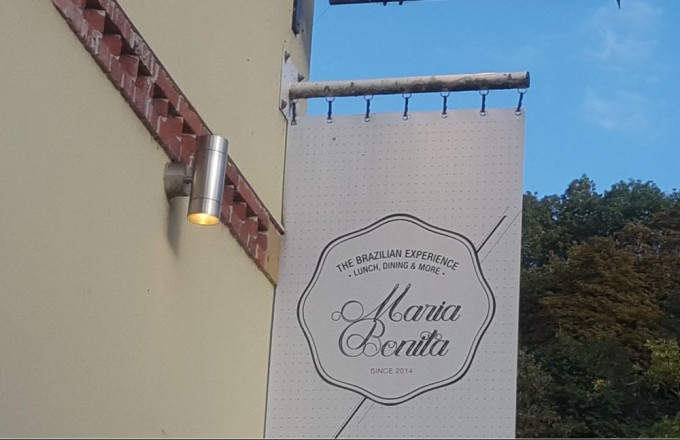 THE BRAZILIAN EXPERIENCE
• LUNCH, DINING & MORE •
Maria
Bonita
SINCE 2014